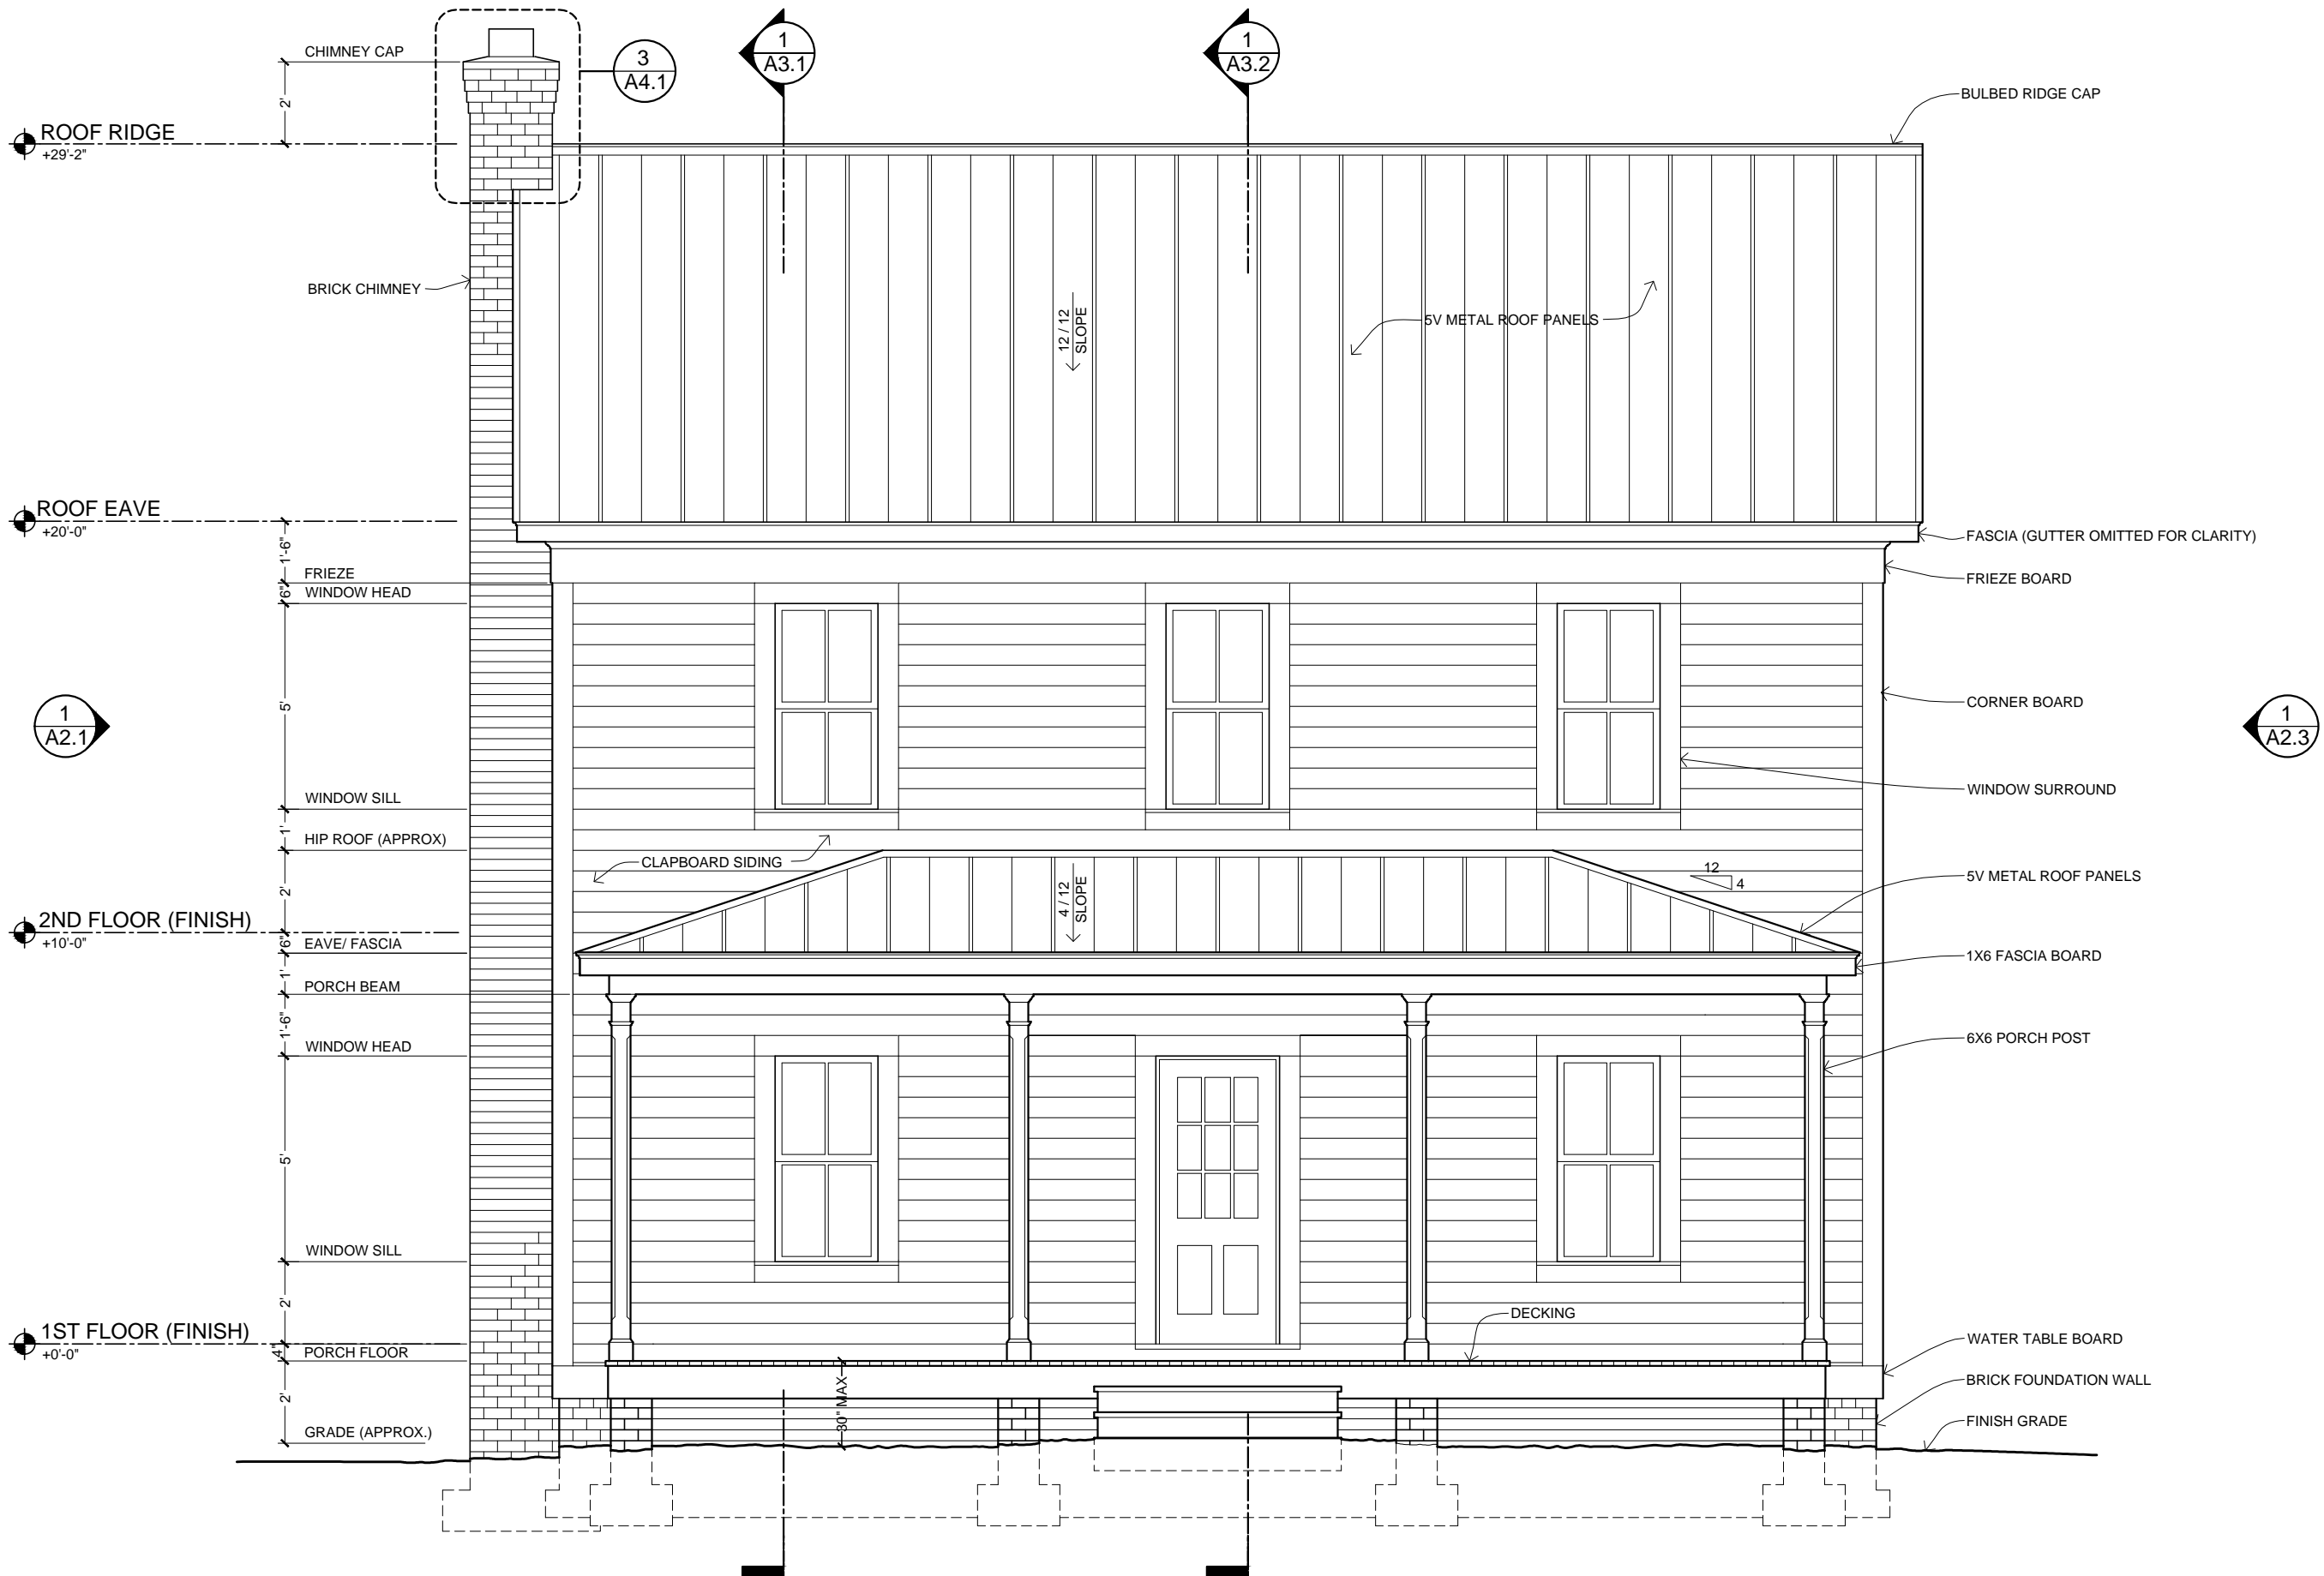 CHIMNEY CAP
3
A4.1
1
A3.1
1
A3.2
BULBED RIDGE CAP
2'
ROOF RIDGE
+29'-2"
BRICK CHIMNEY
12 / 12
SLOPE
5V METAL ROOF PANELS
ROOF EAVE
+20'-0"
1'-6"
FASCIA (GUTTER OMITTED FOR CLARITY)
FRIEZE
FRIEZE BOARD
6"
WINDOW HEAD
5'
1
A2.1
CORNER BOARD
1
A2.3
WINDOW SURROUND
WINDOW SILL
1'
HIP ROOF (APPROX)
CLAPBOARD SIDING
12
4
5V METAL ROOF PANELS
2'
4 / 12
SLOPE
2ND FLOOR (FINISH)
+10'-0"
6"
EAVE/ FASCIA
1X6 FASCIA BOARD
1'
PORCH BEAM
1'-6"
WINDOW HEAD
6X6 PORCH POST
5'
WINDOW SILL
2'
DECKING
1ST FLOOR (FINISH)
+0'-0"
4"
PORCH FLOOR
WATER TABLE BOARD
2'
30" MAX
BRICK FOUNDATION WALL
GRADE (APPROX.)
FINISH GRADE